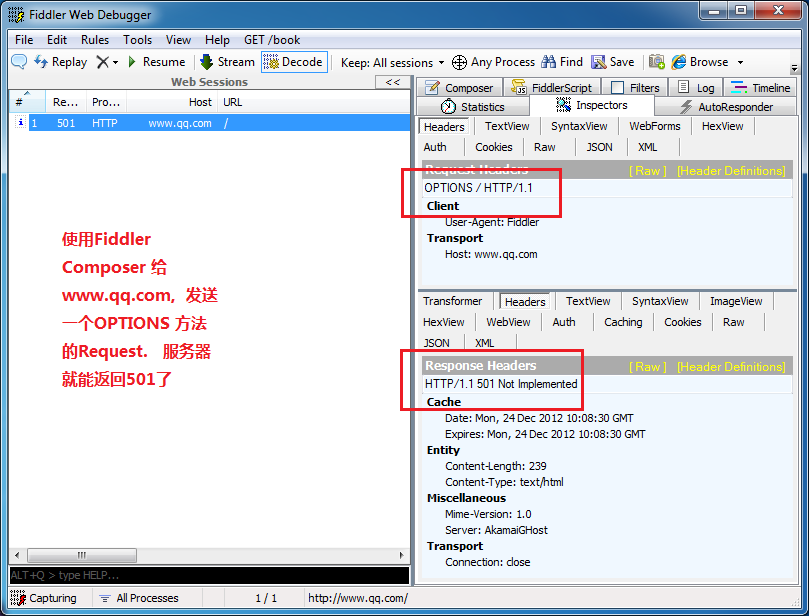 Fiddler Web Debugger
File Edit Rules Tools View Help GET /book
Replay Resume Stream Decode Keep: All sessions Any Process Find Save Browse
Web Sessions <<
# Re... Pro... Host URL
1 501 HTTP www.qq.com /
使用Fiddler
Composer 给
www.qq.com, 发送
一个OPTIONS 方法
的Request. 服务器
就能返回501了
Composer FiddlerScript Filters Log Timeline
Statistics Inspectors AutoResponder
Headers TextView SyntaxView WebForms HexView
Auth Cookies Raw JSON XML
Request Headers [ Raw ] [Header Definitions]
OPTIONS / HTTP/1.1
Client
User-Agent: Fiddler
Transport
Host: www.qq.com
Transformer Headers TextView SyntaxView ImageView
HexView WebView Auth Caching Cookies Raw
JSON XML
Response Headers [ Raw ] [Header Definitions]
HTTP/1.1 501 Not Implemented
Cache
Date: Mon, 24 Dec 2012 10:08:30 GMT
Expires: Mon, 24 Dec 2012 10:08:30 GMT
Entity
Content-Length: 239
Content-Type: text/html
Miscellaneous
Mime-Version: 1.0
Server: AkamaiGHost
Transport
Connection: close
ALT+Q > type HELP...
Capturing All Processes 1 / 1 http://www.qq.com/